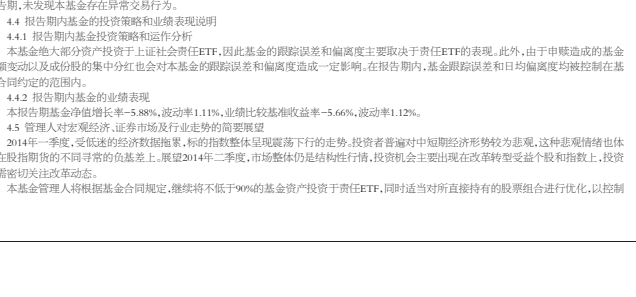 告期,未发现本基金存在异常交易行为。
4.4 报告期内基金的投资策略和业绩表现说明
4.4.1 报告期内基金投资策略和运作分析
本基金绝大部分资产投资于上证社会责任ETF,因此基金的跟踪误差和偏离度主要取决于责任ETF的表现。此外,由于申赎造成的基金
额变动以及成份股的集中分红也会对本基金的跟踪误差和偏离度造成一定影响。在报告期内,基金跟踪误差和日均偏离度均被控制在基
合同约定的范围内。
4.4.2 报告期内基金的业绩表现
本报告期基金净值增长率-5.88%,波动率1.11%,业绩比较基准收益率-5.66%,波动率1.12%。
4.5 管理人对宏观经济、证券市场及行业走势的简要展望
2014年一季度,受低迷的经济数据拖累,标的指数整体呈现震荡下行的走势。投资者普遍对中短期经济形势较为悲观,这种悲观情绪也体
在股指期货的不同寻常的负基差上。展望2014年二季度,市场整体仍是结构性行情,投资机会主要出现在改革转型受益个股和指数上,投资
需密切关注改革动态。
本基金管理人将根据基金合同规定,继续将不低于90%的基金资产投资于责任ETF,同时适当对所直接持有的股票组合进行优化,以控制